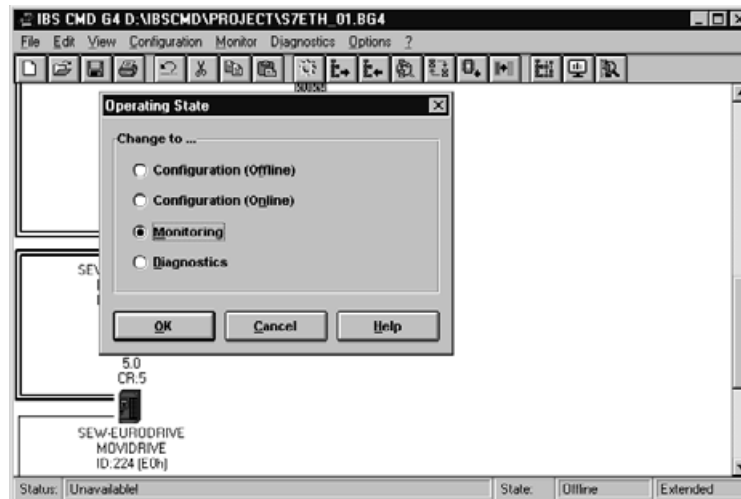 IBS CMD G4 D:\IBSCMD\PROJECT\S7ETH_01.BG4
File Edit View Configuration Monitor Diagnostics Options ?
Operating State
Change to ...
Configuration (Offline)
Configuration (Online)
Monitoring
Diagnostics
OK Cancel Help
SEW
5.0
CR:5
SEW-EURODRIVE
MOVIDRIVE
ID:224 (E0h)
Status: Unavailable! State: Offline Extended